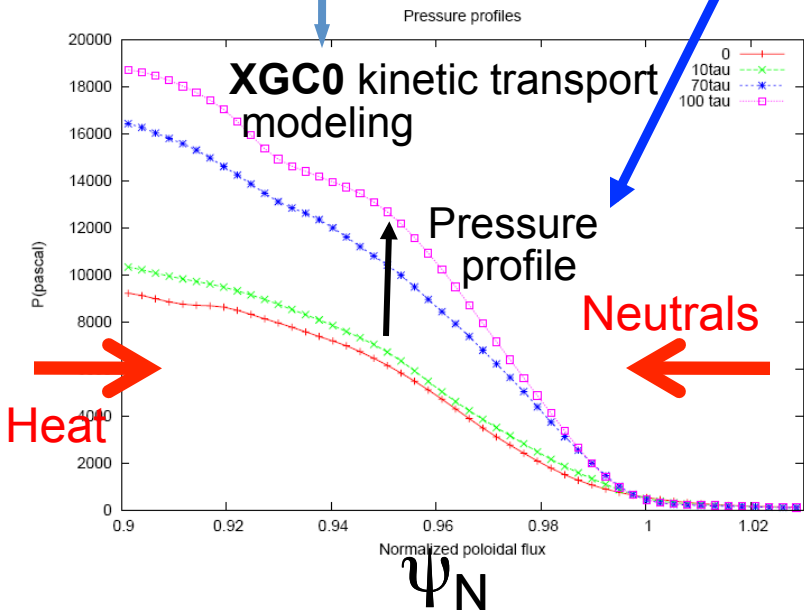 Pressure profiles
20000
18000
16000
14000
12000
10000
8000
6000
4000
2000
0
P(pascal)
0
10tau
70tau
100 tau
XGC0 kinetic transport
modeling
Pressure
profile
Neutrals
Heat
0.9 0.92 0.94 0.96 0.98 1 1.02
Normalized poloidal flux
ψN